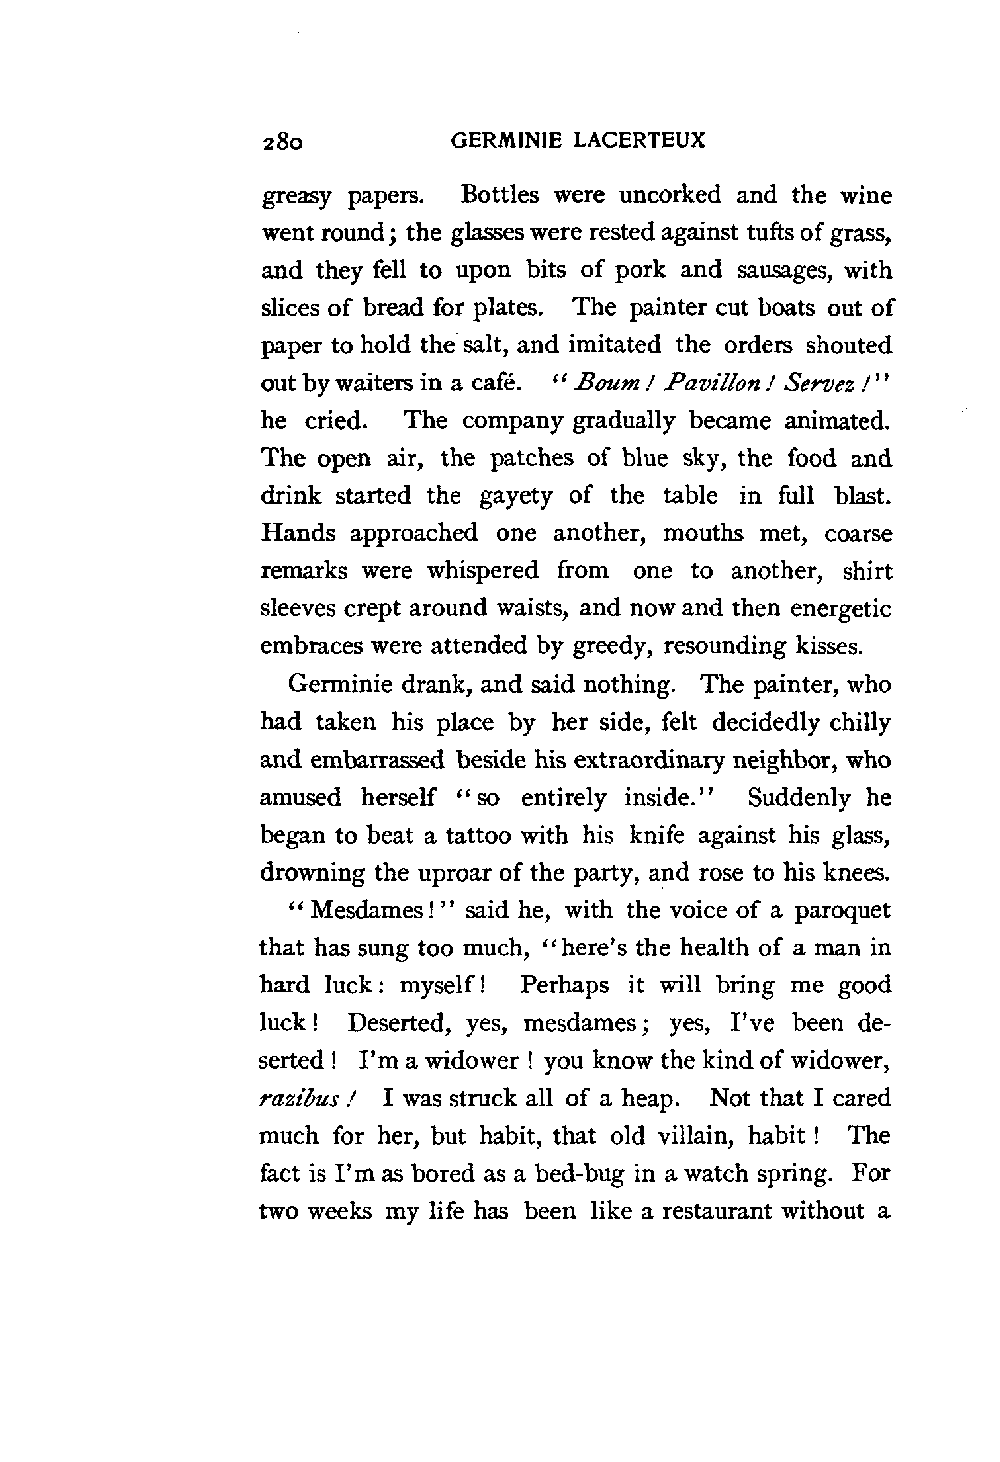 280 GERMINIE LACERTEUX
greasy papers. Bottles were uncorked and the wine
went round; the glasses were rested against tufts of grass,
and they fell to upon bits of pork and sausages, with
slices of bread for plates. The painter cut boats out of
paper to hold the salt, and imitated the orders shouted
out by waiters in a café. "Boum! Pavillon! Servez!"
he cried. The company gradually became animated.
The open air, the patches of blue sky, the food and
drink started the gayety of the table in full blast.
Hands approached one another, mouths met, coarse
remarks were whispered from one to another, shirt
sleeves crept around waists, and now and then energetic
embraces were attended by greedy, resounding kisses.
Germinie drank, and said nothing. The painter, who
had taken his place by her side, felt decidedly chilly
and embarrassed beside his extraordinary neighbor, who
amused herself "so entirely inside." Suddenly he
began to beat a tattoo with his knife against his glass,
drowning the uproar of the party, and rose to his knees.
"Mesdames!" said he, with the voice of a paroquet
that has sung too much, "here's the health of a man in
hard luck: myself! Perhaps it will bring me good
luck! Deserted, yes, mesdames; yes, I've been de-
serted! I'm a widower! you know the kind of widower,
razibus! I was struck all of a heap. Not that I cared
much for her, but habit, that old villain, habit! The
fact is I'm as bored as a bed-bug in a watch spring. For
two weeks my life has been like a restaurant without a